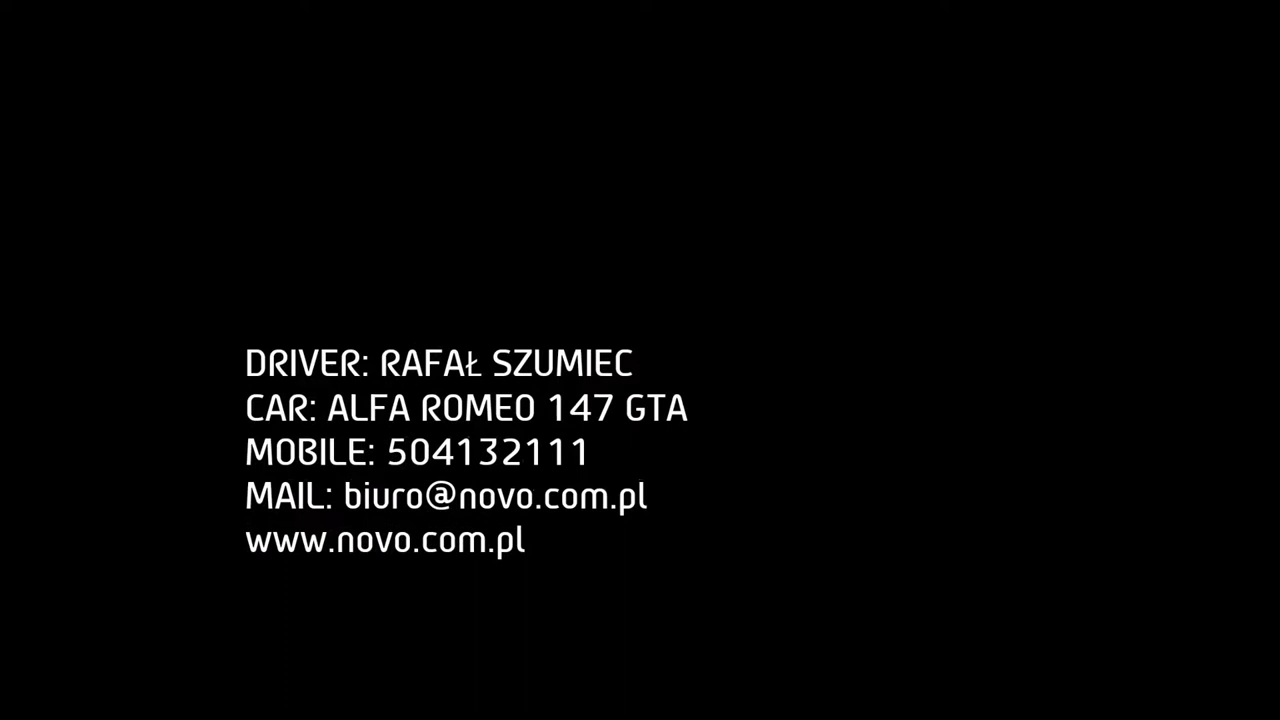 DRIVER: RAFAŁ SZUMIEC
CAR: ALFA ROMEO 147 GTA
MOBILE: 504132111
MAIL: biuro@novo.com.pl
www.novo.com.pl